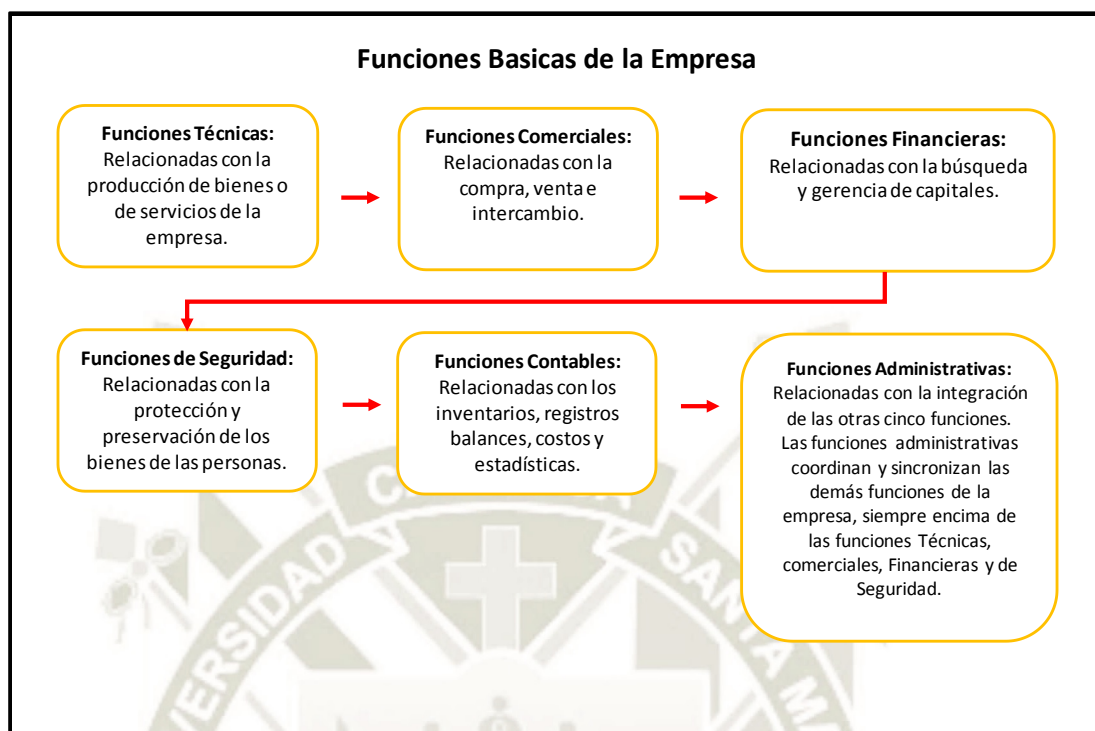 Funciones Basicas de la Empresa
Funciones Técnicas:
Relacionadas con la
producción de bienes o
de servicios de la
empresa.
Funciones Comerciales:
Relacionadas con la
compra, venta e
intercambio.
Funciones Financieras:
Relacionadas con la búsqueda
y gerencia de capitales.
Funciones de Seguridad:
Relacionadas con la
protección y
preservación de los
bienes de las personas.
Funciones Contables:
Relacionadas con los
inventarios, registros
balances, costos y
estadísticas.
Funciones Administrativas:
Relacionadas con la integración
de las otras cinco funciones.
Las funciones administrativas
coordinan y sincronizan las
demás funciones de la
empresa, siempre encima de
las funciones Técnicas,
comerciales, Financieras y de
Seguridad.
SANTA